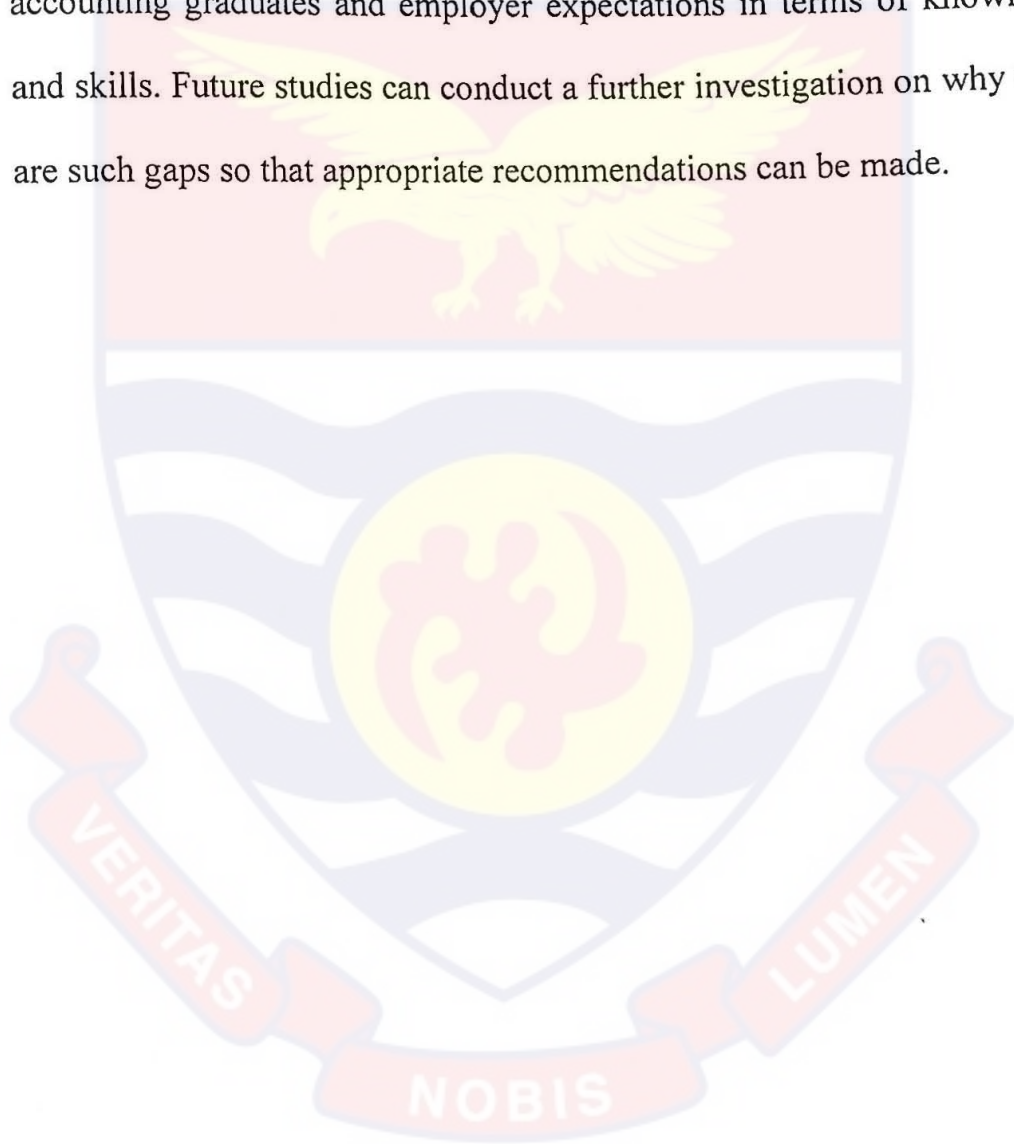 accounting graduates and employer expectations in terms of
and skills. Future studies can conduct a further investigation on why
are such gaps so that appropriate recommendations can be made.
VERITAS
NOBIS
LUMEN